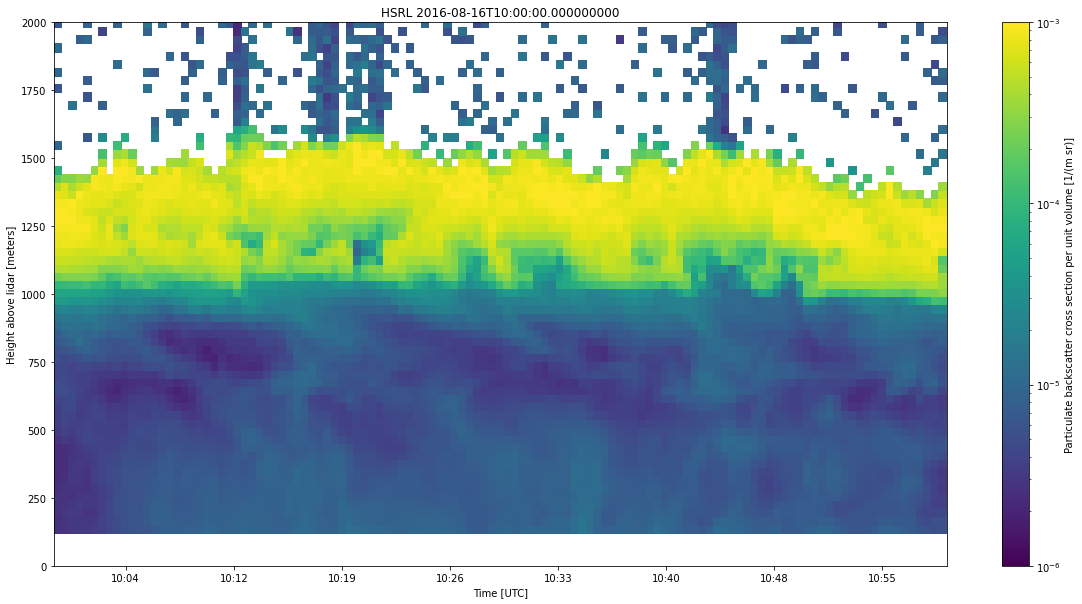 HSRL 2016-08-16T10:00:00.000000000
2000
1750
1500
1250
1000
750
500
250
0
Height above lidar [meters]
10:04 10:12 10:19 10:26 10:33 10:40 10:48 10:55
Time [UTC]
10⁻³
10⁻⁴
10⁻⁵
10⁻⁶
Particulate backscatter cross section per unit volume [1/(m sr)]